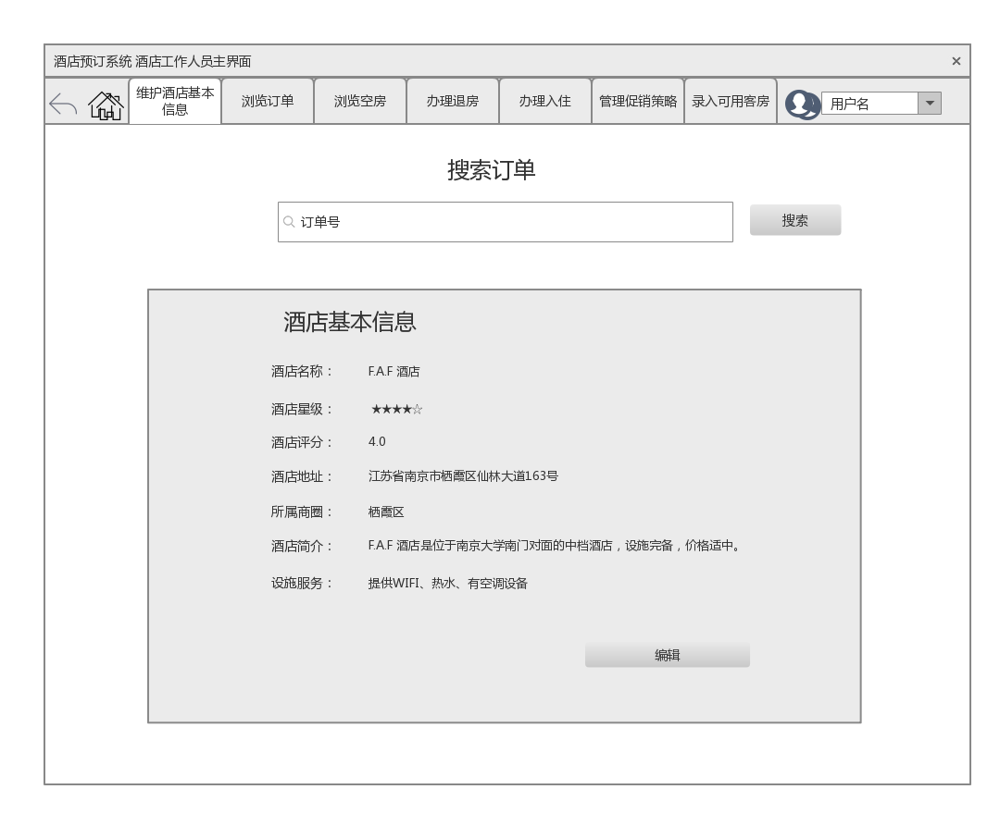 酒店预订系统 酒店工作人员主界面
×
维护酒店基本
信息
浏览订单
浏览空房
办理退房
办理入住
管理促销策略
录入可用客房
用户名
搜索订单
订单号
搜索
酒店基本信息
酒店名称： F.A.F 酒店
酒店星级： ★★★★☆
酒店评分： 4.0
酒店地址： 江苏省南京市栖霞区仙林大道163号
所属商圈： 栖霞区
酒店简介： F.A.F 酒店是位于南京大学南门对面的中档酒店，设施完备，价格适中。
设施服务： 提供WIFI、热水、有空调设备
编辑